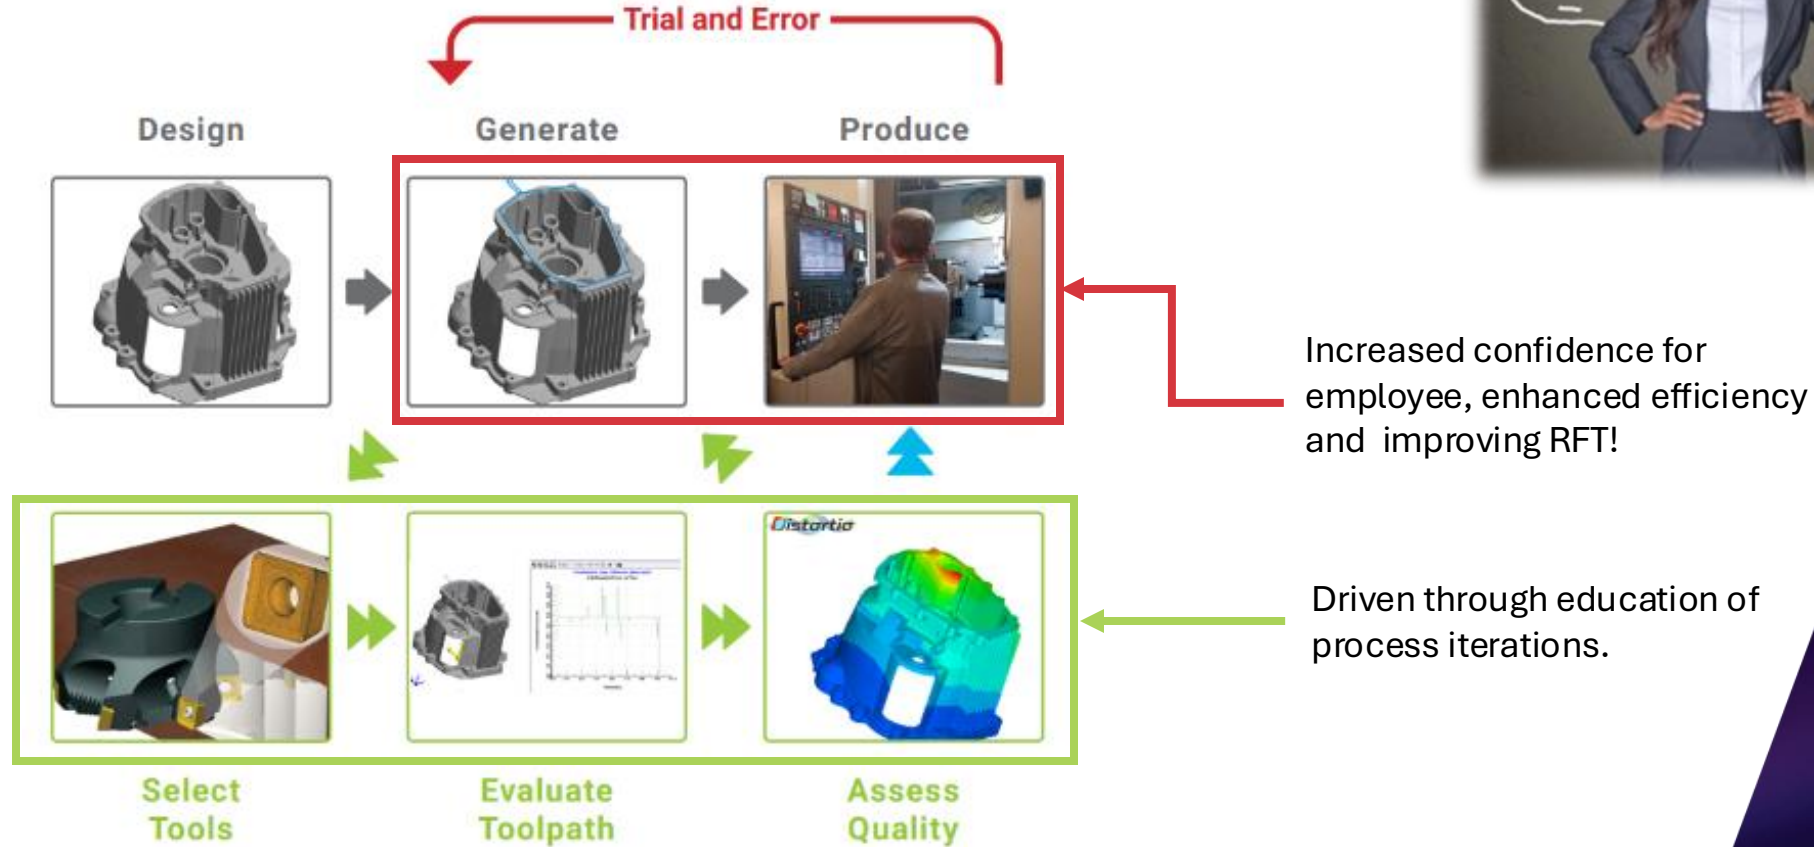 Trial and Error
Design
Generate
Produce
Increased confidence for
employee, enhanced efficiency
and improving RFT!
Distortio
Driven through education of
process iterations.
Select
Tools
Evaluate
Toolpath
Assess
Quality